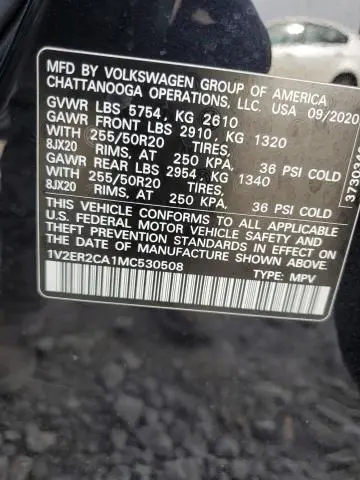 MFD BY VOLKSWAGEN GROUP OF AMERICA
CHATTANOOGA OPERATIONS, LLC. USA 09/2020
GVWR LBS 5754, KG 2610
GAWR FRONT LBS 2910, KG 1320
WITH 255/50R20 TIRES,
8JX20 RIMS, AT 250 KPA, 36 PSI COLD
GAWR REAR LBS 2954, KG 1340
WITH 255/50R20 TIRES,
8JX20 RIMS, AT 250 KPA, 36 PSI COLD
THIS VEHICLE CONFORMS TO ALL APPLICABLE
U.S. FEDERAL MOTOR VEHICLE SAFETY AND
THEFT PREVENTION STANDARDS IN EFFECT ON
THE DATE OF MANUFACTURE SHOWN ABOVE.
1V2ER2CA1MC530508 TYPE: MPV